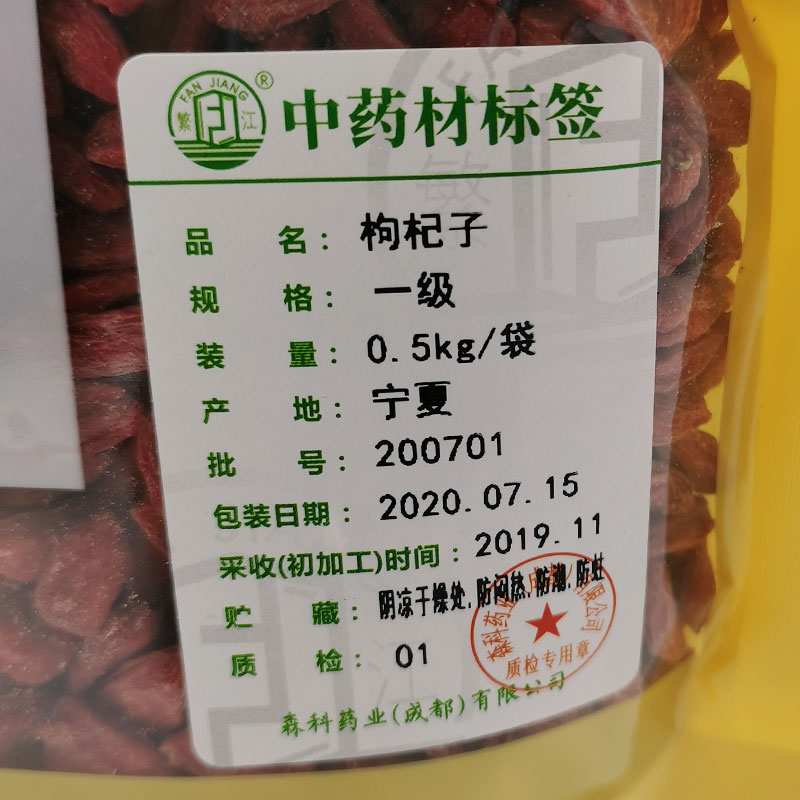 FAN JIANG
繁江®
中药材标签
品名：枸杞子
规格：一级
装量：0.5kg/袋
产地：宁夏
批号：200701
包装日期：2020.07.15
采收(初加工)时间：2019.11
贮藏：阴凉干燥处,防闷热,防潮,防蛀
质检：01
森科药业(成都)有限公司
质检专用章